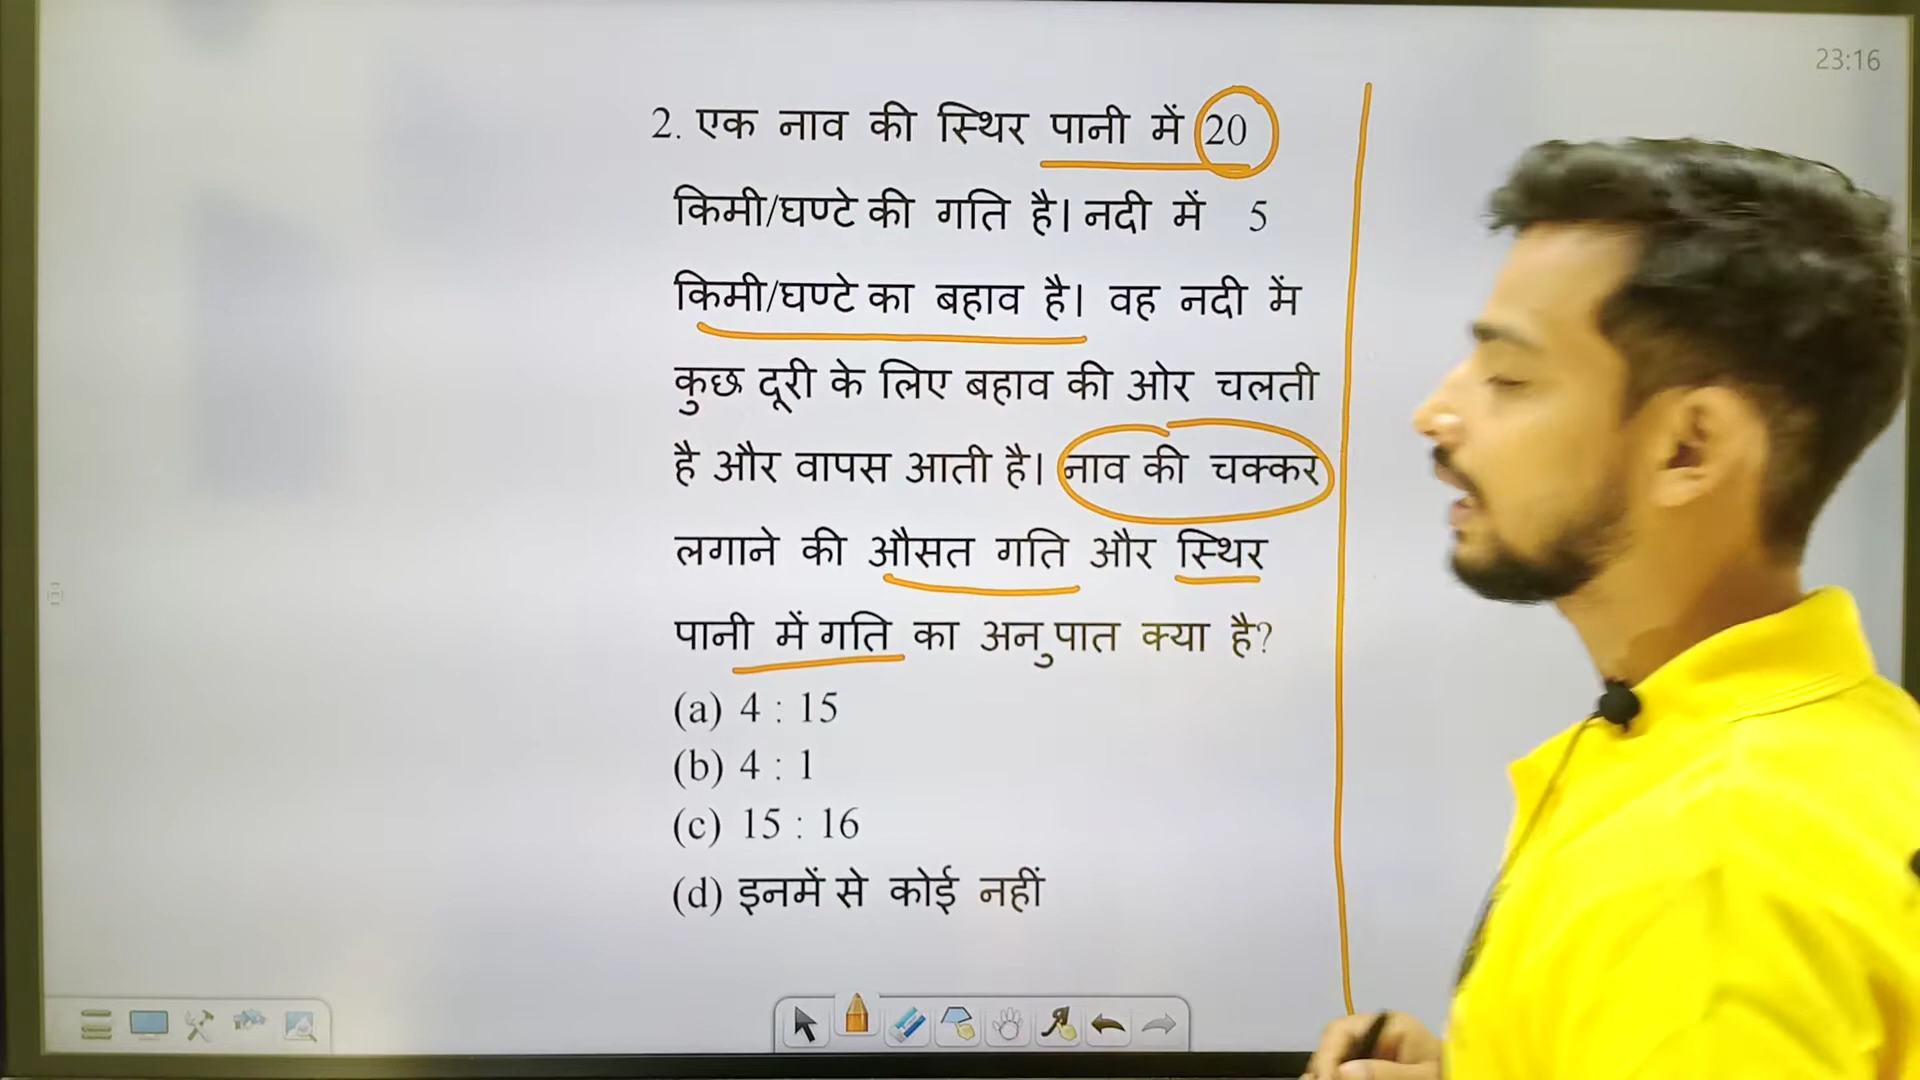 23:16
2. एक नाव की स्थिर पानी में 20
किमी/घण्टे की गति है। नदी में 5
किमी/घण्टे का बहाव है। वह नदी में
कुछ दूरी के लिए बहाव की ओर चलती
है और वापस आती है। नाव की चक्कर
लगाने की औसत गति और स्थिर
पानी में गति का अनुपात क्या है?
(a) 4 : 15
(b) 4 : 1
(c) 15 : 16
(d) इनमें से कोई नहीं